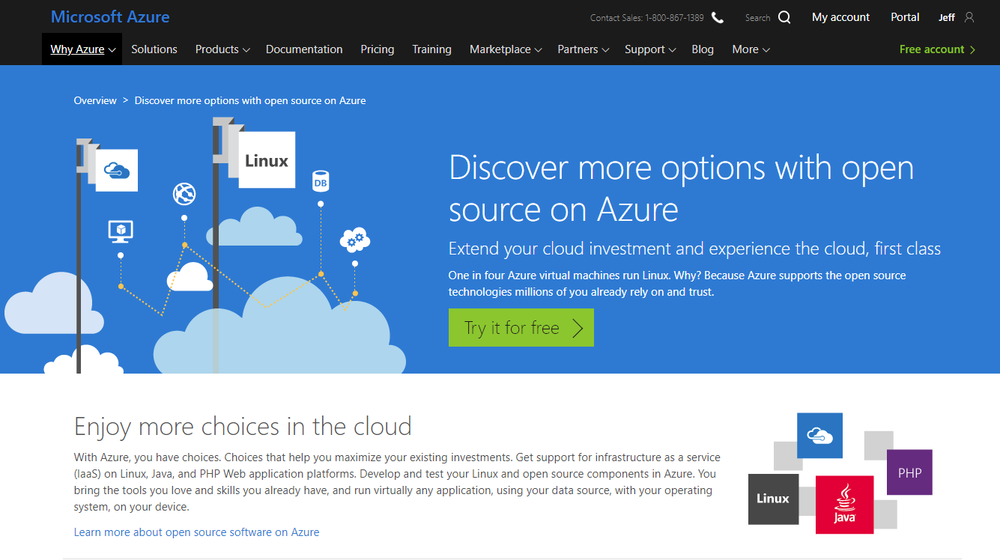 Microsoft Azure
Contact Sales: 1-800-867-1389
Search
My account
Portal
Jeff
Why Azure
Solutions
Products
Documentation
Pricing
Training
Marketplace
Partners
Support
Blog
More
Free account
Overview > Discover more options with open source on Azure
Linux
DB
Discover more options with open
source on Azure
Extend your cloud investment and experience the cloud, first class
One in four Azure virtual machines run Linux. Why? Because Azure supports the open source
technologies millions of you already rely on and trust.
Try it for free
Enjoy more choices in the cloud
With Azure, you have choices. Choices that help you maximize your existing investments. Get support for infrastructure as a service
(IaaS) on Linux, Java, and PHP Web application platforms. Develop and test your Linux and open source components in Azure. You
bring the tools you love and skills you already have, and run virtually any application, using your data source, with your operating
system, on your device.
Learn more about open source software on Azure
PHP
Linux
Java